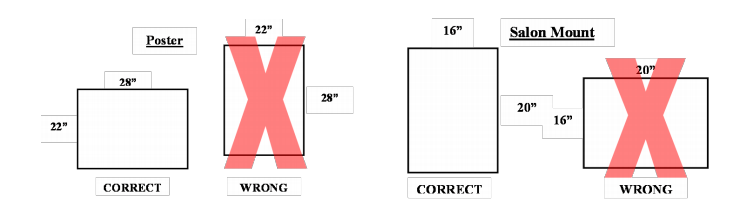 Poster
28”
22”
CORRECT
22”
28”
WRONG
Salon Mount
16”
20”
CORRECT
20”
16”
WRONG